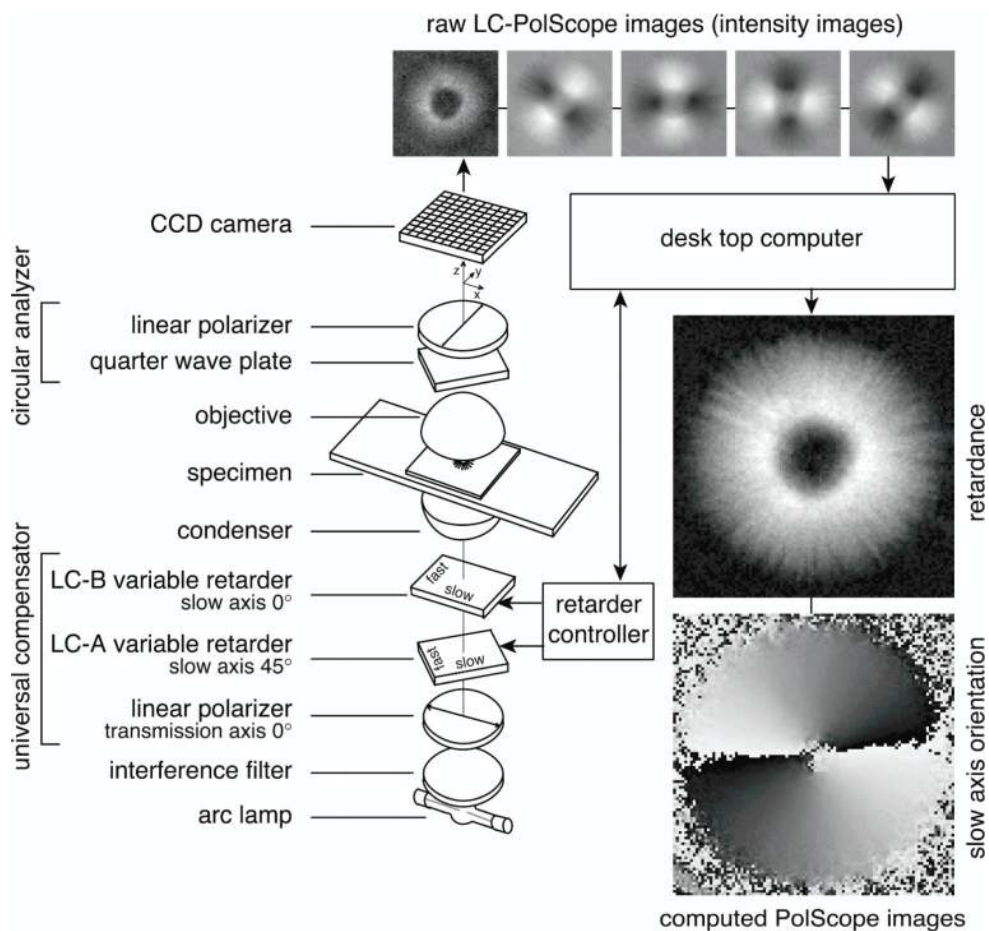 raw LC-PolScope images (intensity images)
CCD camera
z
y
x
desk top computer
circular analyzer
linear polarizer
quarter wave plate
objective
specimen
condenser
retardance
universal compensator
LC-B variable retarder
slow axis 0°
fast
slow
retarder
controller
LC-A variable retarder
slow axis 45°
fast
slow
linear polarizer
transmission axis 0°
interference filter
arc lamp
slow axis orientation
computed PolScope images